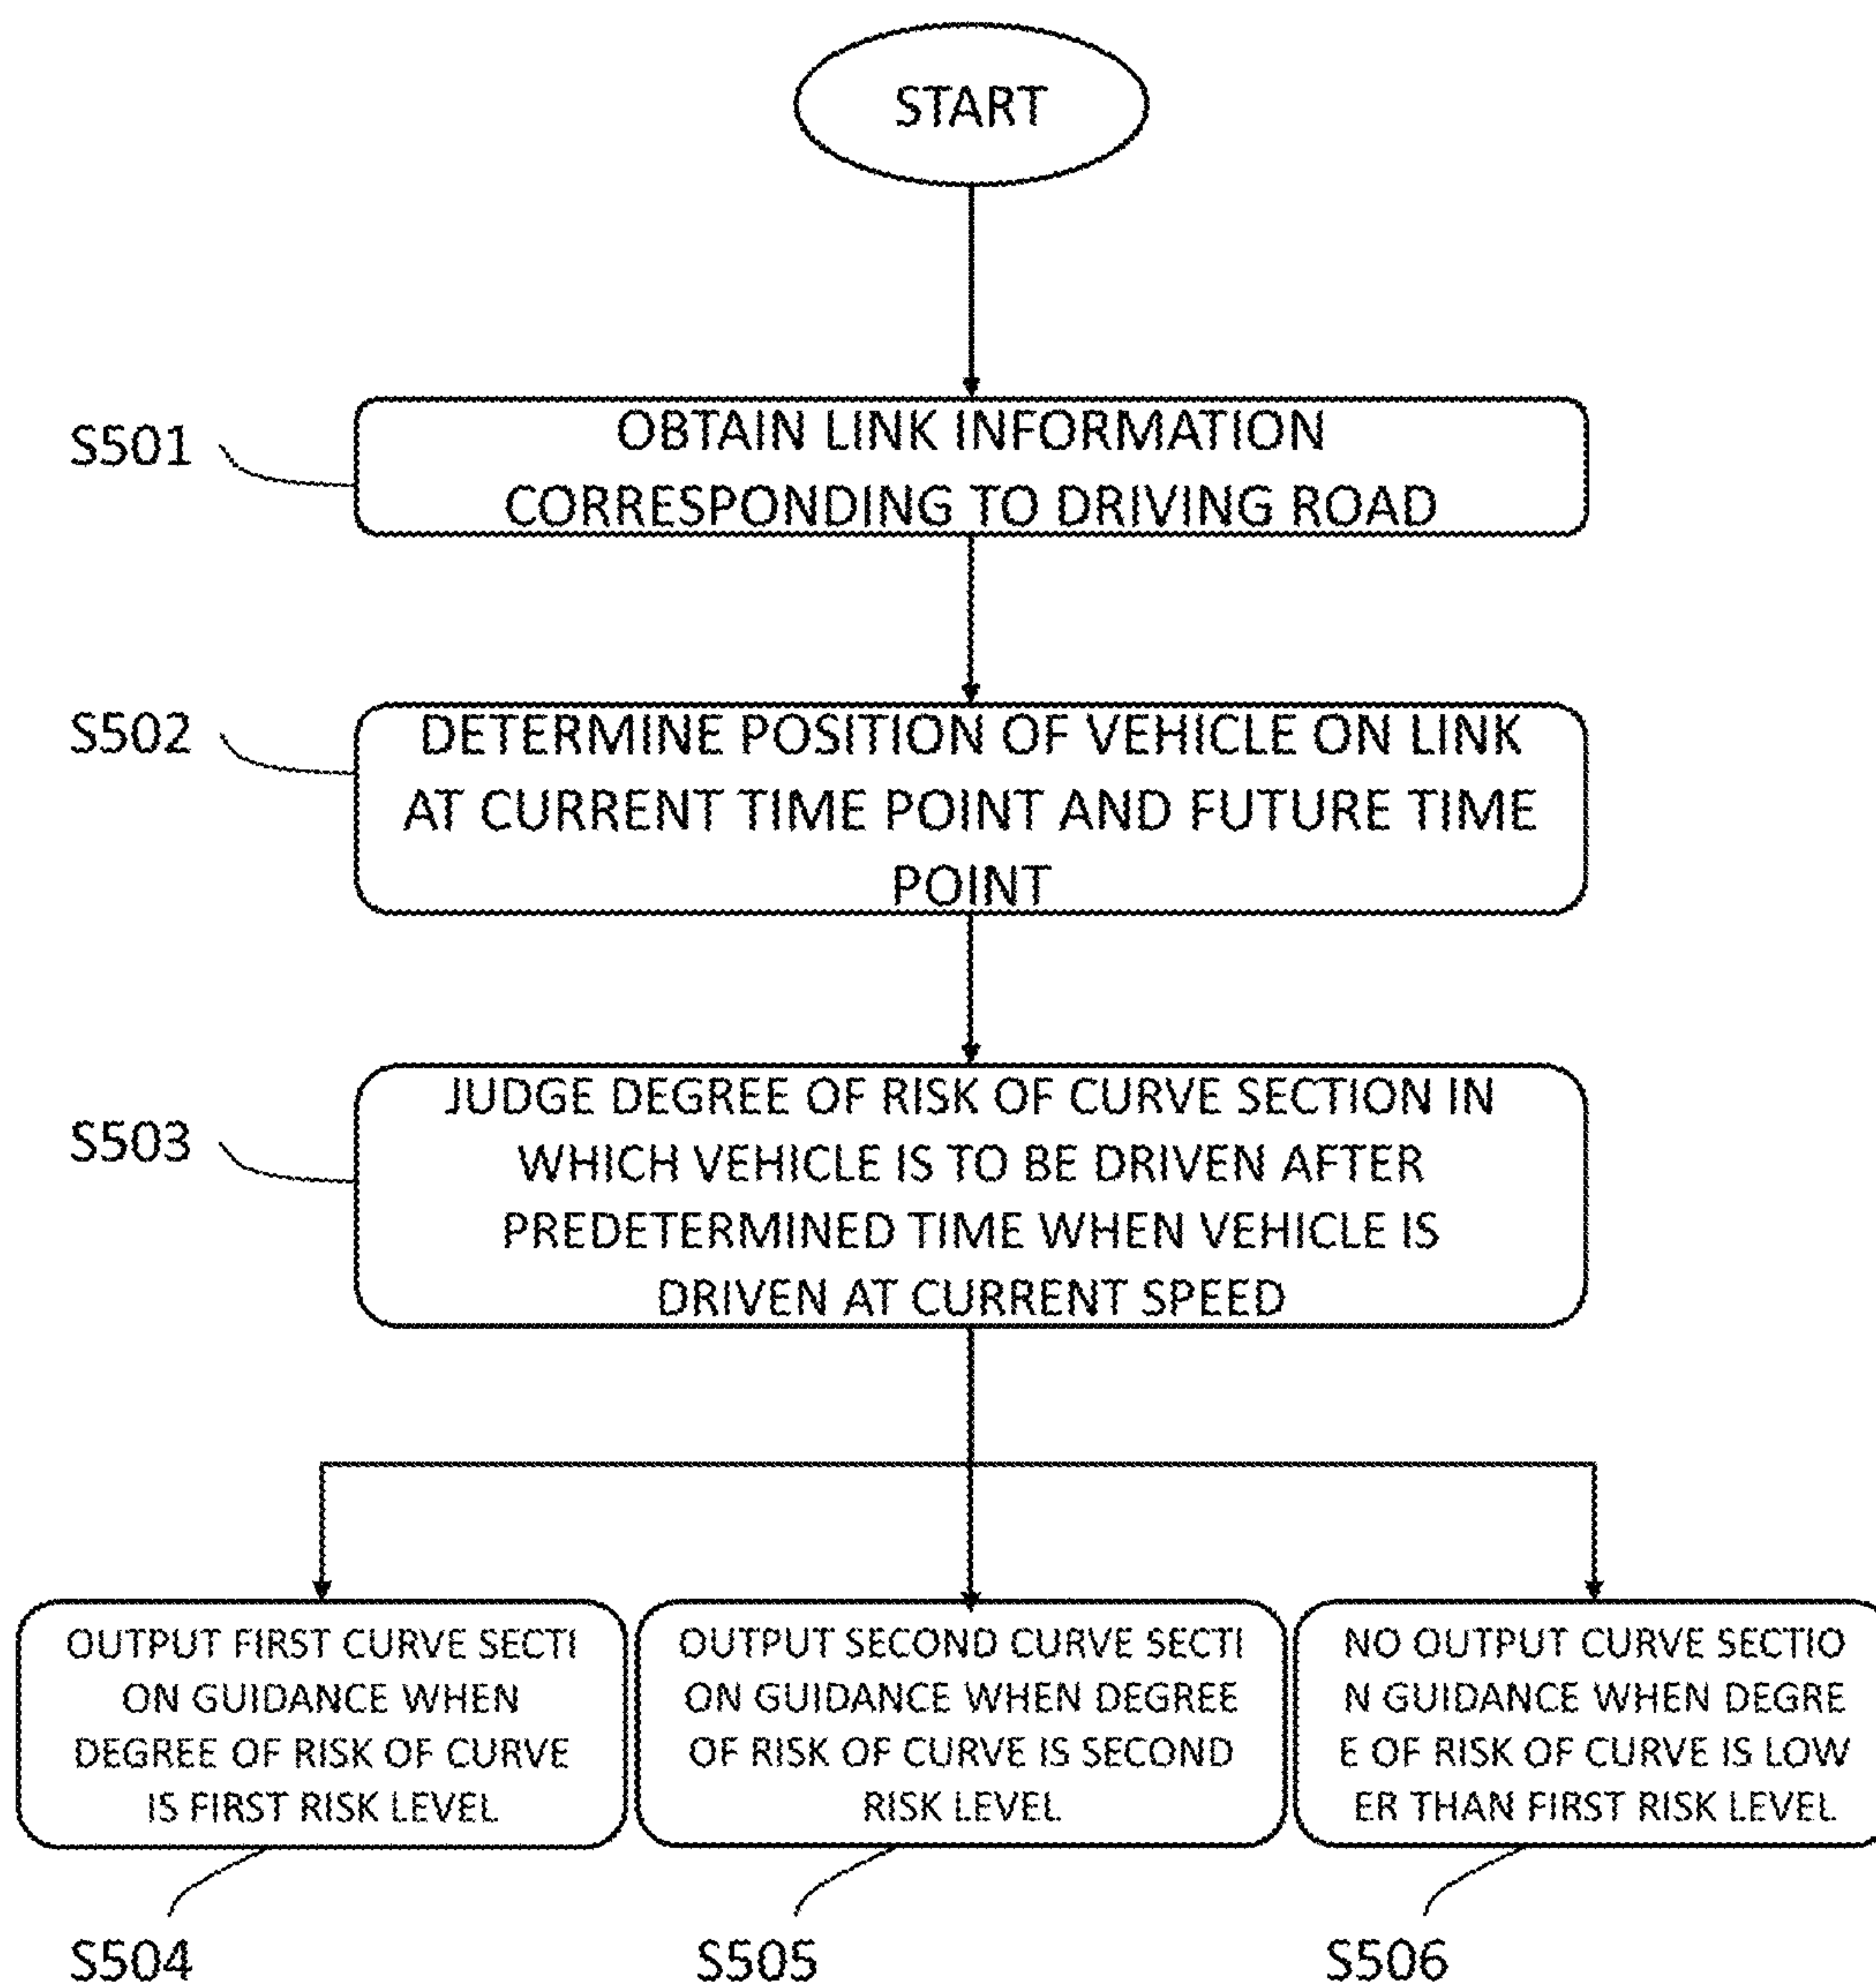 START
S501
OBTAIN LINK INFORMATION
CORRESPONDING TO DRIVING ROAD
S502
DETERMINE POSITION OF VEHICLE ON LINK
AT CURRENT TIME POINT AND FUTURE TIME
POINT
S503
JUDGE DEGREE OF RISK OF CURVE SECTION IN
WHICH VEHICLE IS TO BE DRIVEN AFTER
PREDETERMINED TIME WHEN VEHICLE IS
DRIVEN AT CURRENT SPEED
OUTPUT FIRST CURVE SECTI
ON GUIDANCE WHEN
DEGREE OF RISK OF CURVE
IS FIRST RISK LEVEL
S504
OUTPUT SECOND CURVE SECTI
ON GUIDANCE WHEN DEGREE
OF RISK OF CURVE IS SECOND
RISK LEVEL
S505
NO OUTPUT CURVE SECTIO
N GUIDANCE WHEN DEGRE
E OF RISK OF CURVE IS LOW
ER THAN FIRST RISK LEVEL
S506